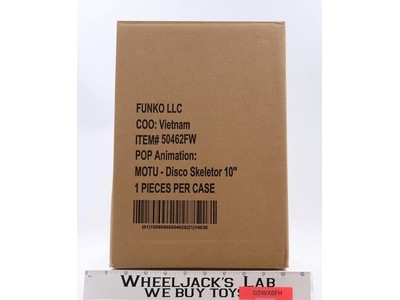 FUNKO LLC
COO: Vietnam
ITEM# 50462FW
POP Animation:
MOTU - Disco Skeletor 10"
1 PIECES PER CASE
WHEELJACK'S LAB
WE BUY TOYS